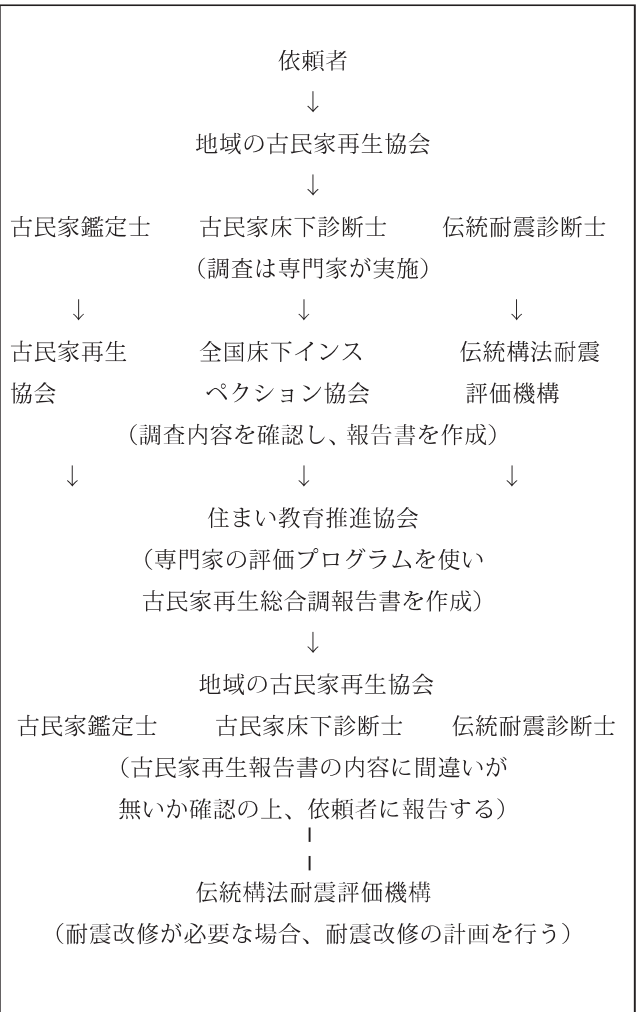 依頼者
↓
地域の古民家再生協会
↓
古民家鑑定士 古民家床下診断士 伝統耐震診断士
（調査は専門家が実施）
↓ ↓ ↓
古民家再生 全国床下インス 伝統構法耐震
協会 ペクション協会 評価機構
（調査内容を確認し、報告書を作成）
↓ ↓ ↓
住まい教育推進協会
（専門家の評価プログラムを使い
古民家再生総合調報告書を作成）
↓
地域の古民家再生協会
古民家鑑定士 古民家床下診断士 伝統耐震診断士
（古民家再生報告書の内容に間違いが
無いか確認の上、依頼者に報告する）
伝統構法耐震評価機構
（耐震改修が必要な場合、耐震改修の計画を行う）